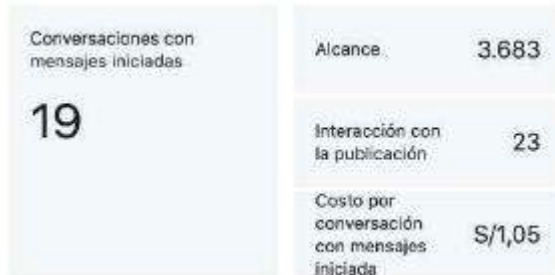 Conversaciones con
mensajes iniciadas
19
Alcance
3.683
Interacción con
la publicación
23
Costo por
conversación
con mensajes
iniciada
S/1,05